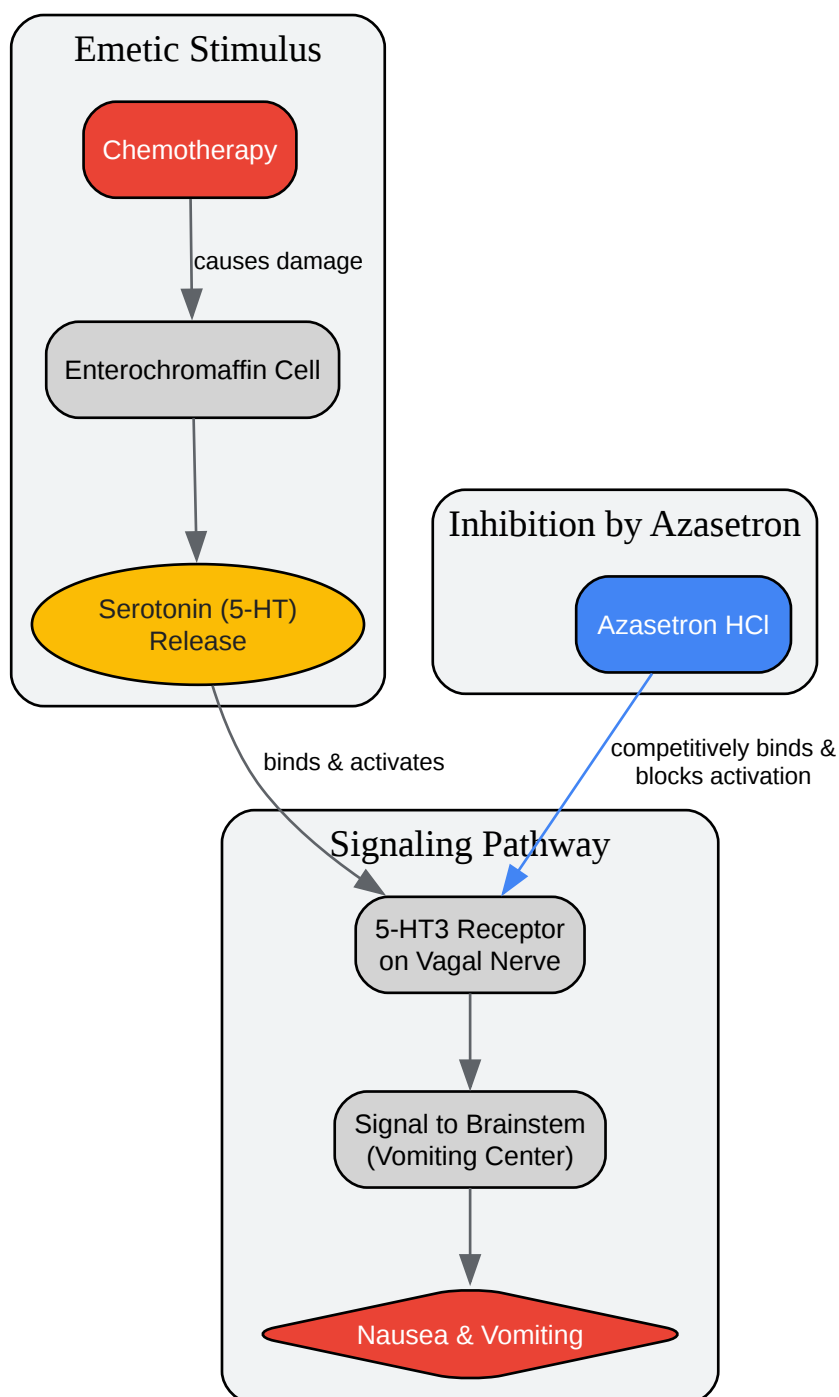 Emetic Stimulus
Chemotherapy
causes damage
Enterochromaffin Cell
Serotonin (5-HT)
Release
Inhibition by Azasetron
Azasetron HCl
binds & activates
competitively binds &
blocks activation
Signaling Pathway
5-HT3 Receptor
on Vagal Nerve
Signal to Brainstem
(Vomiting Center)
Nausea & Vomiting